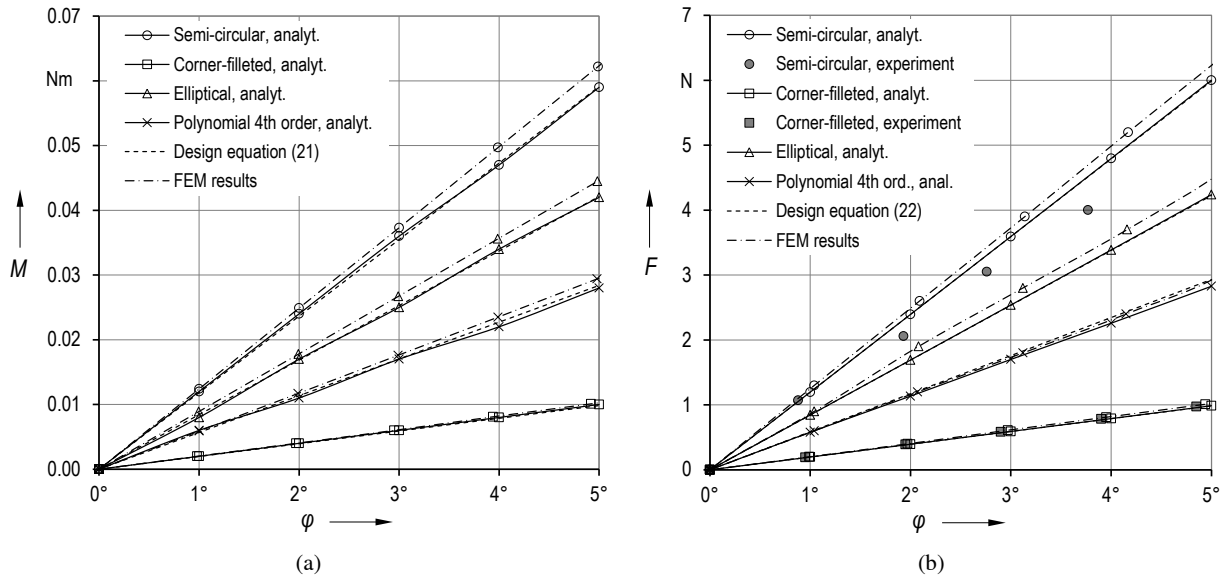 0.07
Nm
0.05
0.04
M
0.03
0.02
0.01
0.00
Semi-circular, analyt.
Corner-filleted, analyt.
Elliptical, analyt.
Polynomial 4th order, analyt.
Design equation (21)
FEM results
0° 1° 2° 3° 4° 5°
φ
(a)
7
N
5
4
F
3
2
1
0
Semi-circular, analyt.
Semi-circular, experiment
Corner-filleted, analyt.
Corner-filleted, experiment
Elliptical, analyt.
Polynomial 4th ord., anal.
Design equation (22)
FEM results
0° 1° 2° 3° 4° 5°
φ
(b)